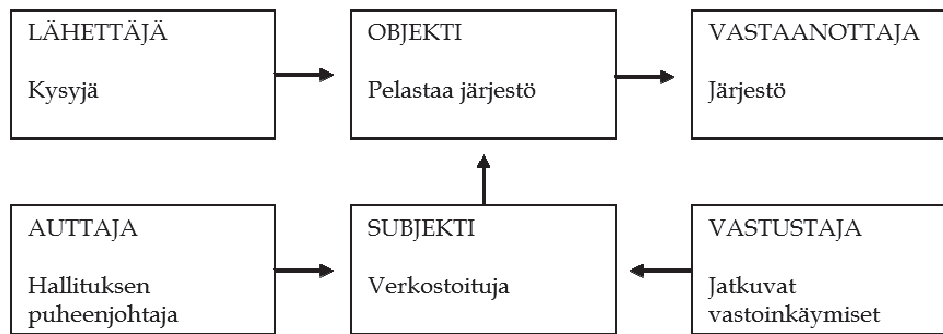 LÄHETTÄJÄ
Kysyjä
OBJEKTI
Pelastaa järjestö
VASTAANOTTAJA
Järjestö
AUTTAJA
Hallituksen
puheenjohtaja
SUBJEKTI
Verkostoituja
VASTUSTAJA
Jatkuvat
vastoinkäymiset